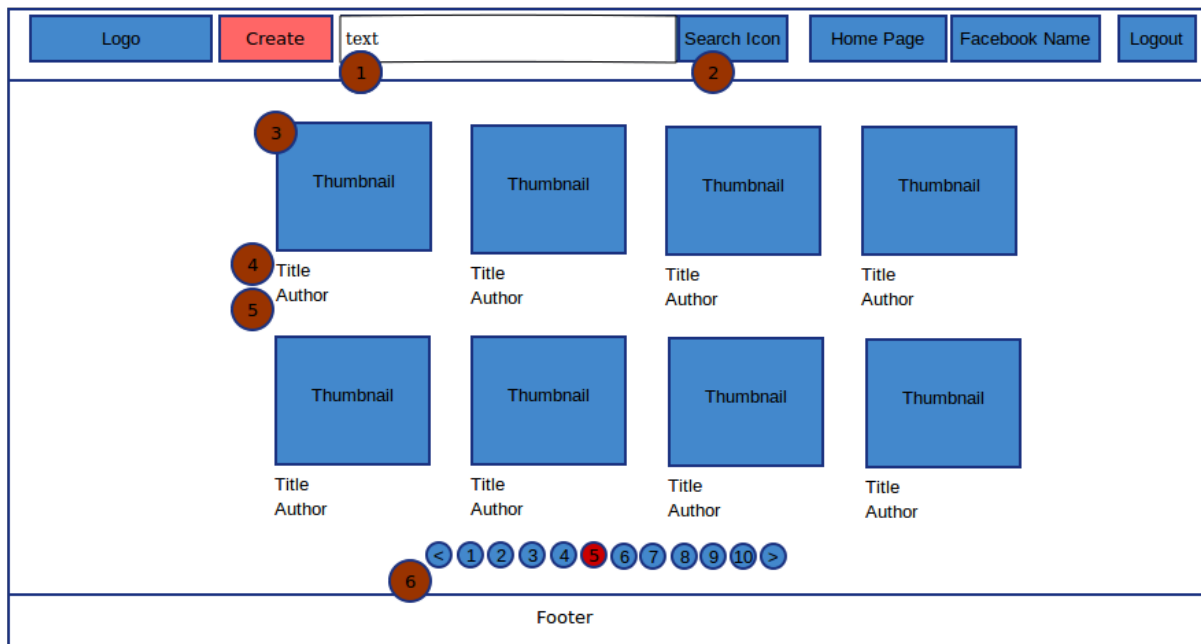 Logo Create text Search Icon Home Page Facebook Name Logout
1 2
3
Thumbnail Thumbnail Thumbnail Thumbnail
4 Title Title Title Title
5 Author Author Author Author
Thumbnail Thumbnail Thumbnail Thumbnail
Title Title Title Title
Author Author Author Author
< 1 2 3 4 5 6 7 8 9 10 >
6
Footer